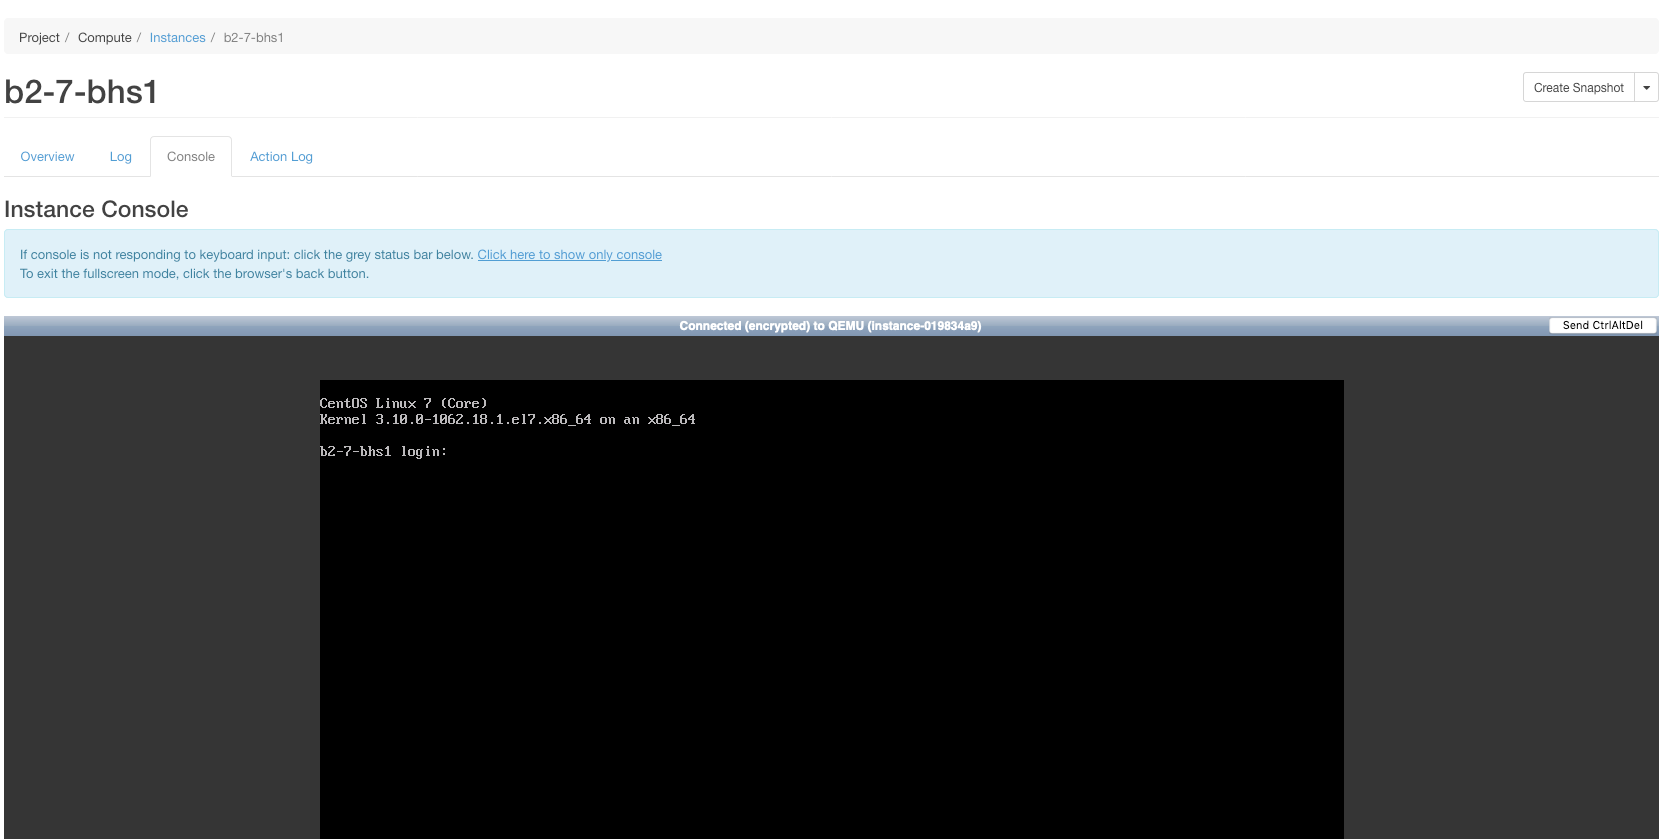 Project / Compute / Instances / b2-7-bhs1
b2-7-bhs1
Create Snapshot
Overview Log Console Action Log
Instance Console
If console is not responding to keyboard input: click the grey status bar below. Click here to show only console
To exit the fullscreen mode, click the browser's back button.
Connected (encrypted) to QEMU (instance-019834a9)
Send CtrlAltDel
CentOS Linux 7 (Core)
Kernel 3.10.0-1062.18.1.el7.x86_64 on an x86_64
b2-7-bhs1 login: